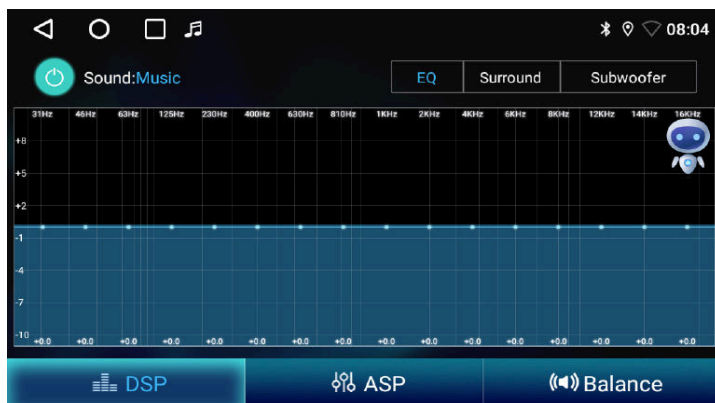 08:04
Sound:Music EQ Surround Subwoofer
31Hz 46Hz 63Hz 125Hz 230Hz 400Hz 630Hz 810Hz 1KHz 2KHz 4KHz 6KHz 8KHz 12KHz 14KHz 16KHz
+8
+5
+2
-1
-4
-7
-10
+0.0 +0.0 +0.0 +0.0 +0.0 +0.0 +0.0 +0.0 +0.0 +0.0 +0.0 +0.0 +0.0 +0.0 +0.0 +0.0
DSP ASP Balance